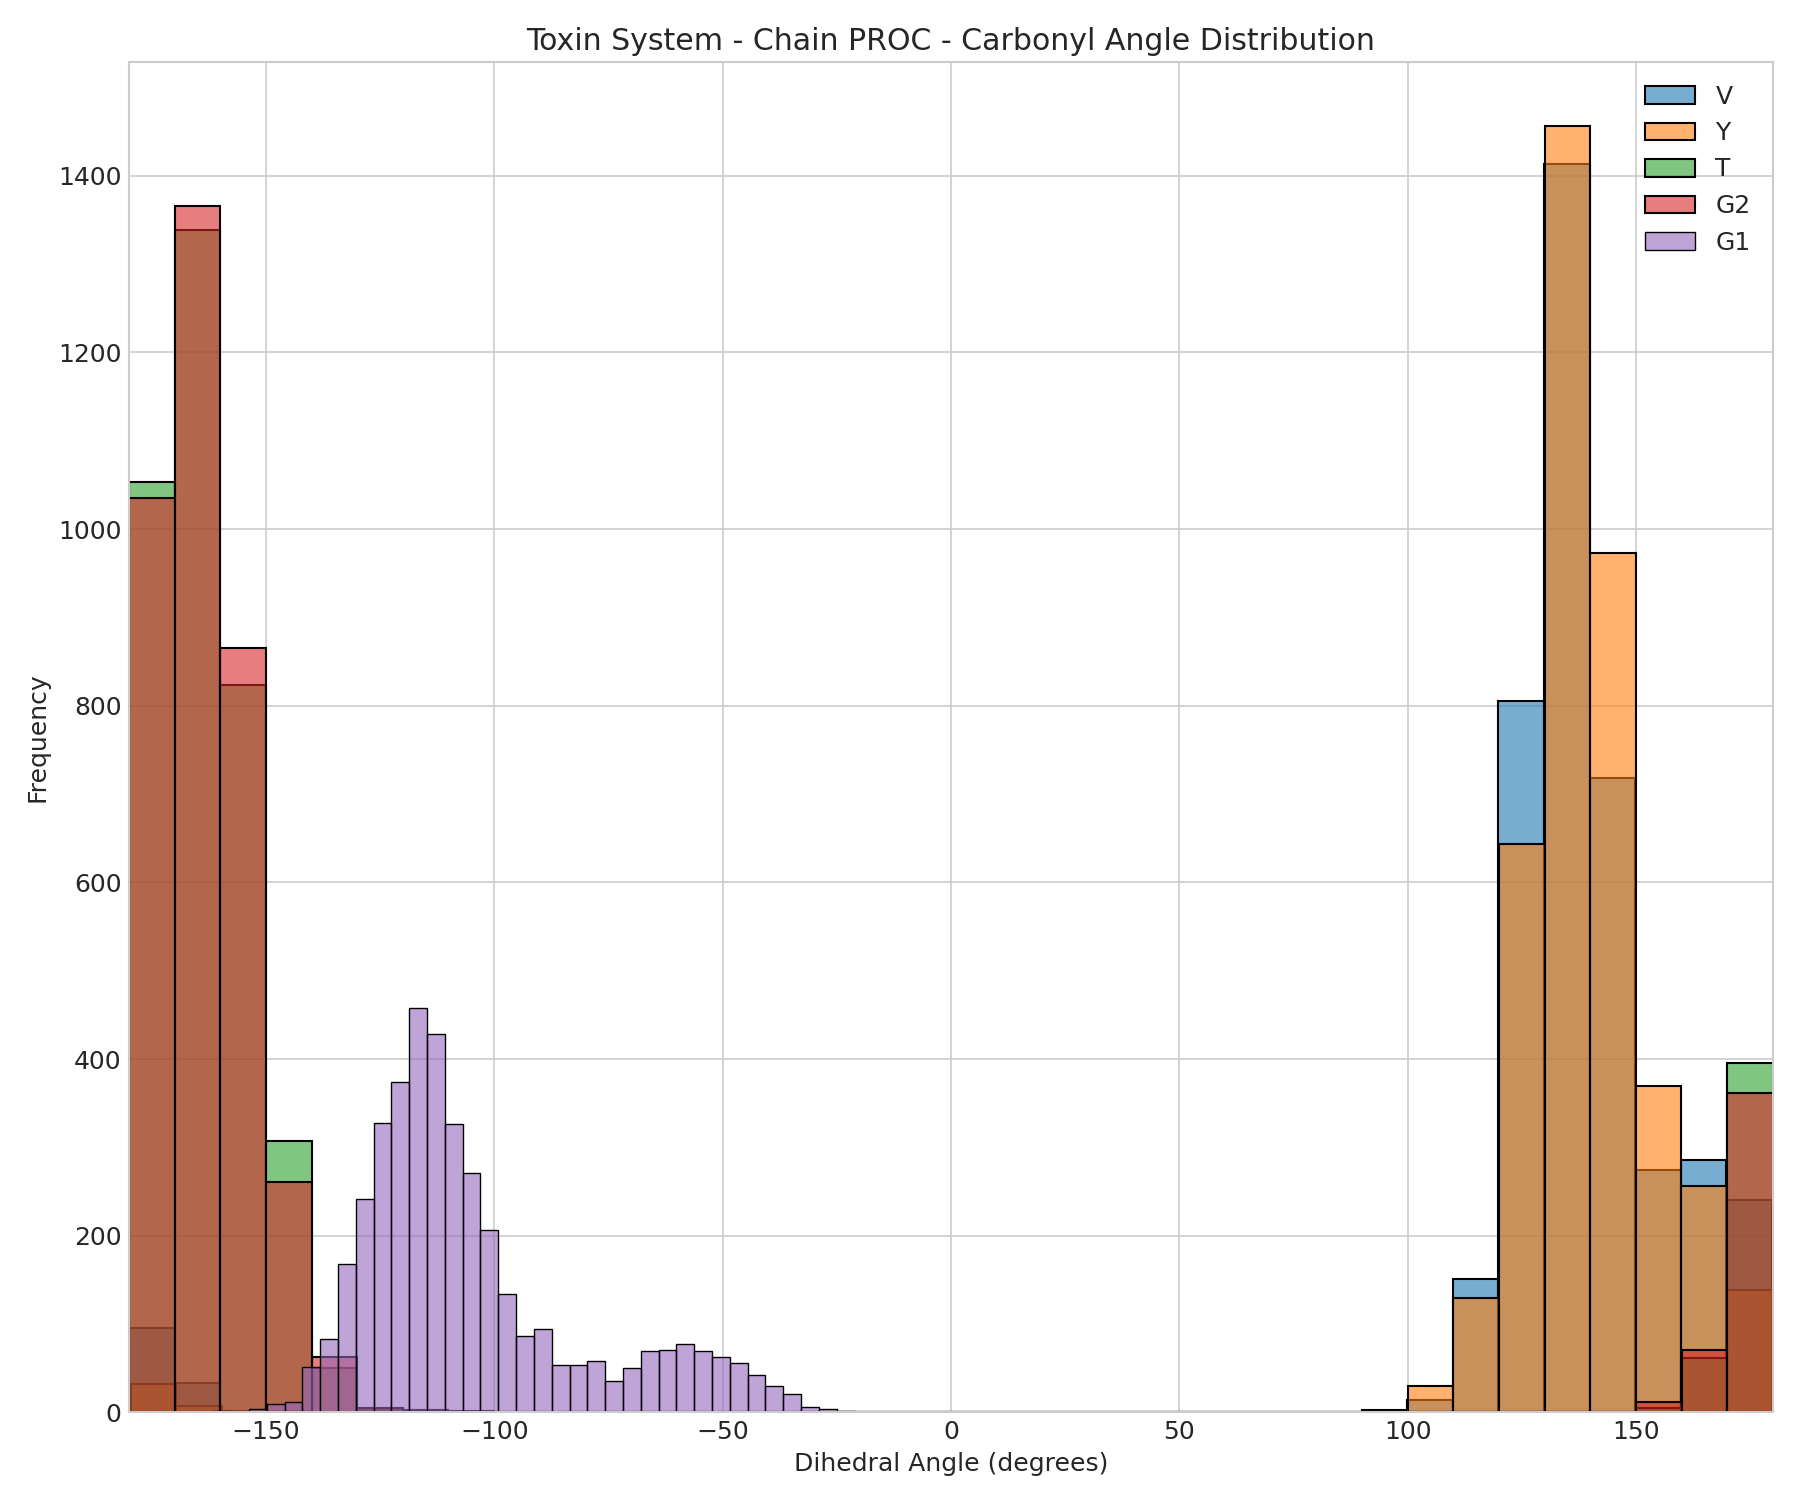 Toxin System - Chain PROC - Carbonyl Angle Distribution
V
Y
T
G2
G1
Frequency
1400
1200
1000
800
600
400
200
0
−150
−100
−50
0
50
100
150
Dihedral Angle (degrees)